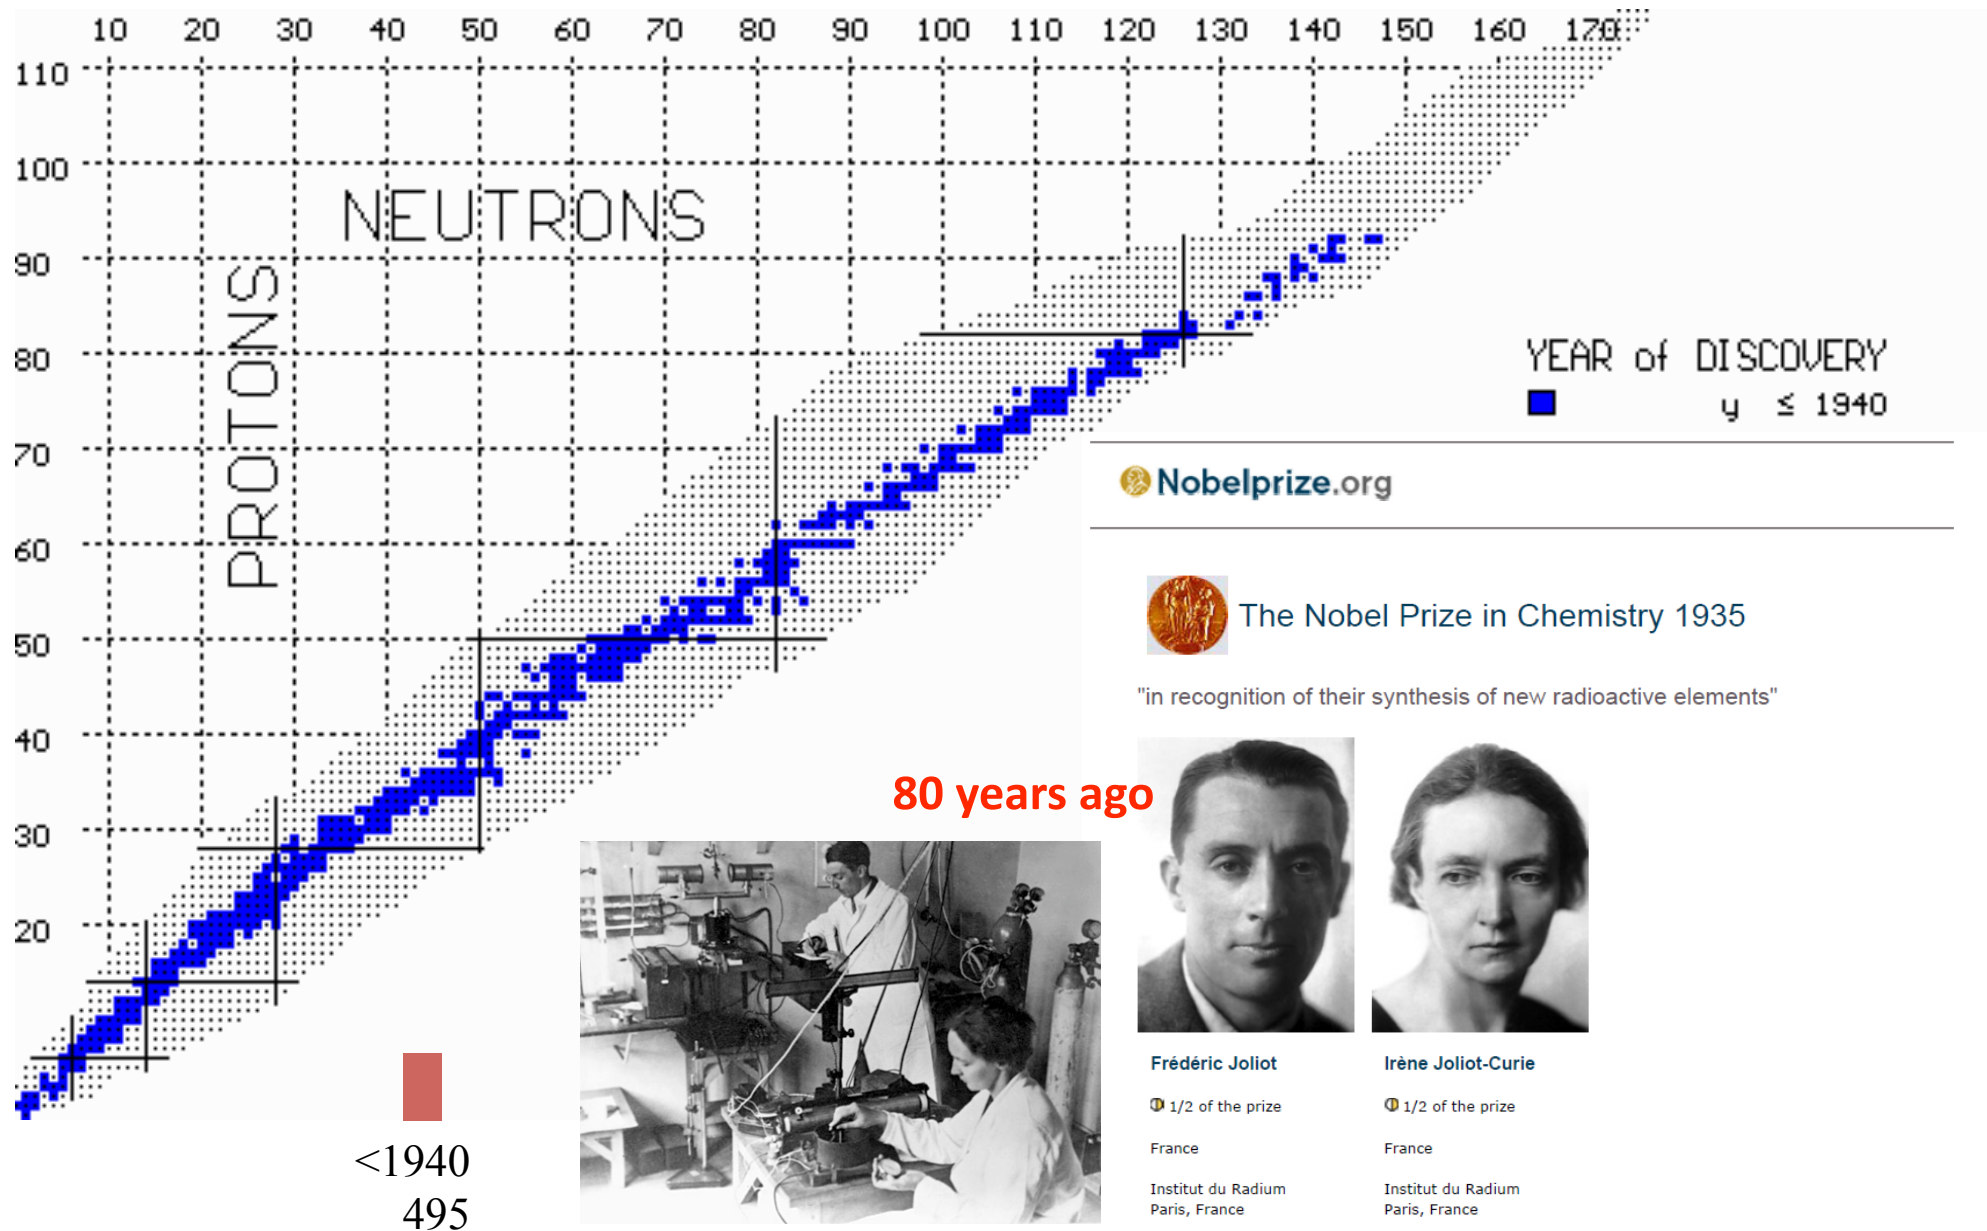 10 20 30 40 50 60 70 80 90 100 110 120 130 140 150 160 170
110
100
NEUTRONS
90
PROTONS
80
YEAR of DISCOVERY
y ≤ 1940
70
Nobelprize.org
60
The Nobel Prize in Chemistry 1935
50
"in recognition of their synthesis of new radioactive elements"
40
80 years ago
30
20
Frédéric Joliot
1/2 of the prize
France
Institut du Radium
Paris, France
Irène Joliot-Curie
1/2 of the prize
France
Institut du Radium
Paris, France
<1940
495